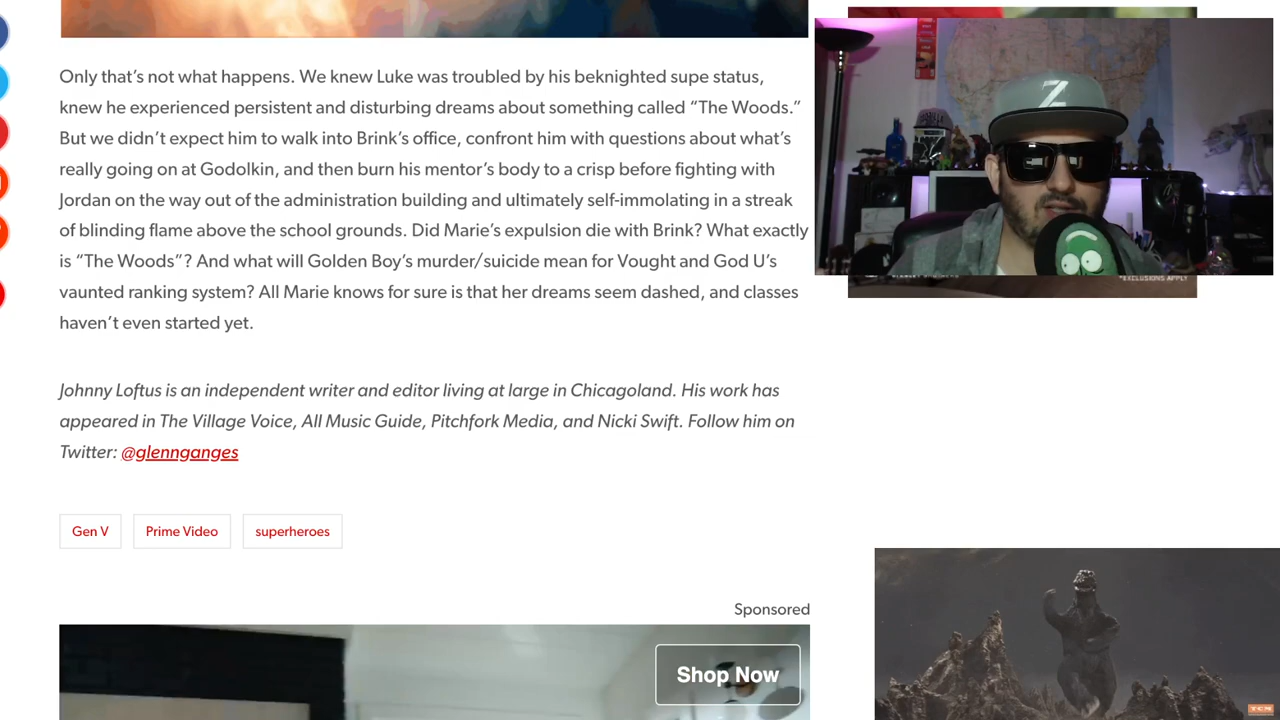 Only that’s not what happens. We knew Luke was troubled by his beknighted supe status,
knew he experienced persistent and disturbing dreams about something called “The Woods.”
But we didn’t expect him to walk into Brink’s office, confront him with questions about what’s
really going on at Godolkin, and then burn his mentor’s body to a crisp before fighting with
Jordan on the way out of the administration building and ultimately self-immolating in a streak
of blinding flame above the school grounds. Did Marie’s expulsion die with Brink? What exactly
is “The Woods”? And what will Golden Boy’s murder/suicide mean for Vought and God U’s
vaunted ranking system? All Marie knows for sure is that her dreams seem dashed, and classes
haven’t even started yet.
Johnny Loftus is an independent writer and editor living at large in Chicagoland. His work has
appeared in The Village Voice, All Music Guide, Pitchfork Media, and Nicki Swift. Follow him on
Twitter: @glennganges
Gen V
Prime Video
superheroes
Sponsored
Shop Now
Z
*EXCLUSIONS APPLY
TCM